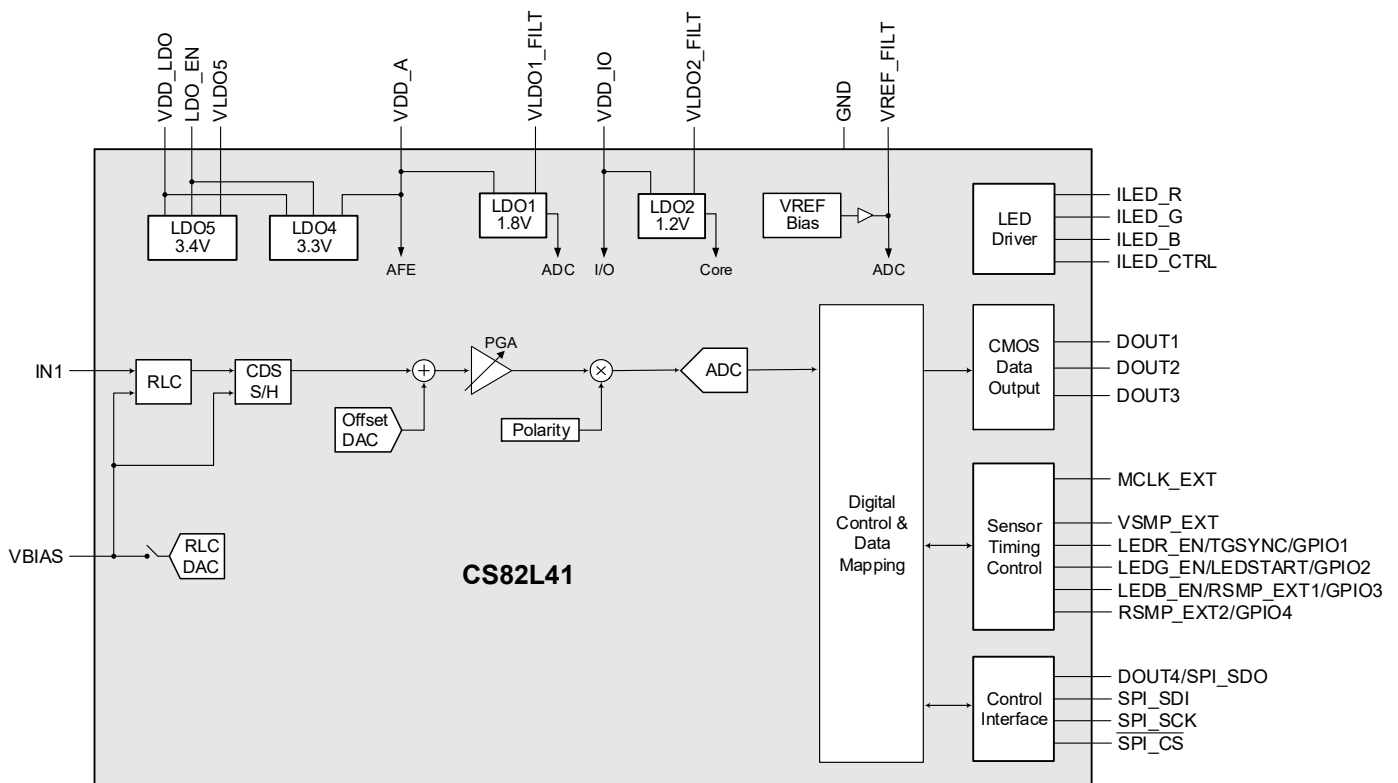 VDD_LDO
LDO_EN
VLDO5
VDD_A
VLDO1_FILT
VDD_IO
VLDO2_FILT
GND
VREF_FILT
LDO5
3.4V
LDO4
3.3V
AFE
LDO1
1.8V
ADC
I/O
LDO2
1.2V
Core
VREF
Bias
ADC
LED
Driver
ILED_R
ILED_G
ILED_B
ILED_CTRL
IN1
RLC
CDS
S/H
Offset
DAC
PGA
Polarity
ADC
VBIAS
RLC
DAC
CS82L41
Digital
Control &
Data
Mapping
CMOS
Data
Output
DOUT1
DOUT2
DOUT3
Sensor
Timing
Control
MCLK_EXT
VSMP_EXT
LEDR_EN/TGSYNC/GPIO1
LEDG_EN/LEDSTART/GPIO2
LEDB_EN/RSMP_EXT1/GPIO3
RSMP_EXT2/GPIO4
Control
Interface
DOUT4/SPI_SDO
SPI_SDI
SPI_SCK
SPI_CS